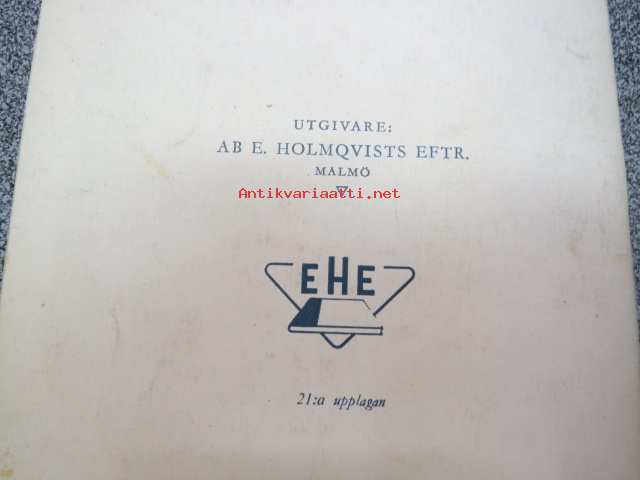 UTGIVARE:
AB E. HOLMQVISTS EFTR.
MALMÖ
Antikvariaatti.net
EHE
21:a upplagan